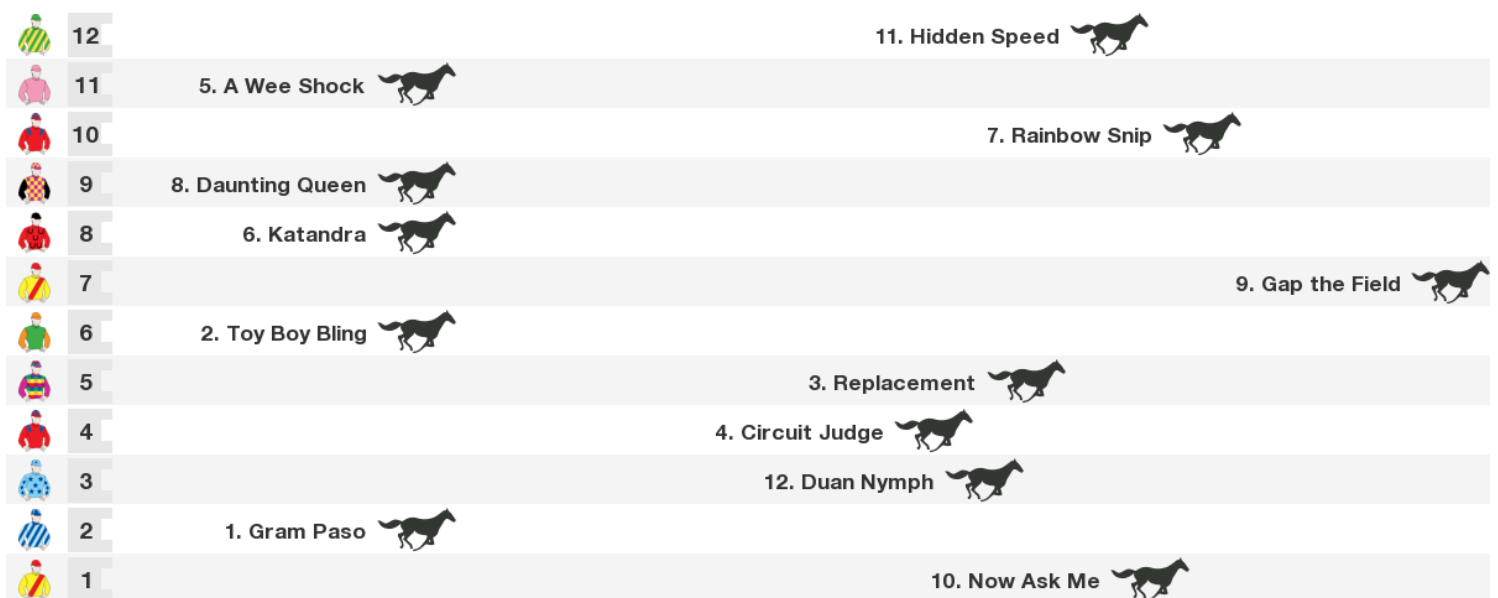 12 11. Hidden Speed
11 5. A Wee Shock
10 7. Rainbow Snip
9 8. Daunting Queen
8 6. Katandra
7 9. Gap the Field
6 2. Toy Boy Bling
5 3. Replacement
4 4. Circuit Judge
3 12. Duan Nymph
2 1. Gram Paso
1 10. Now Ask Me